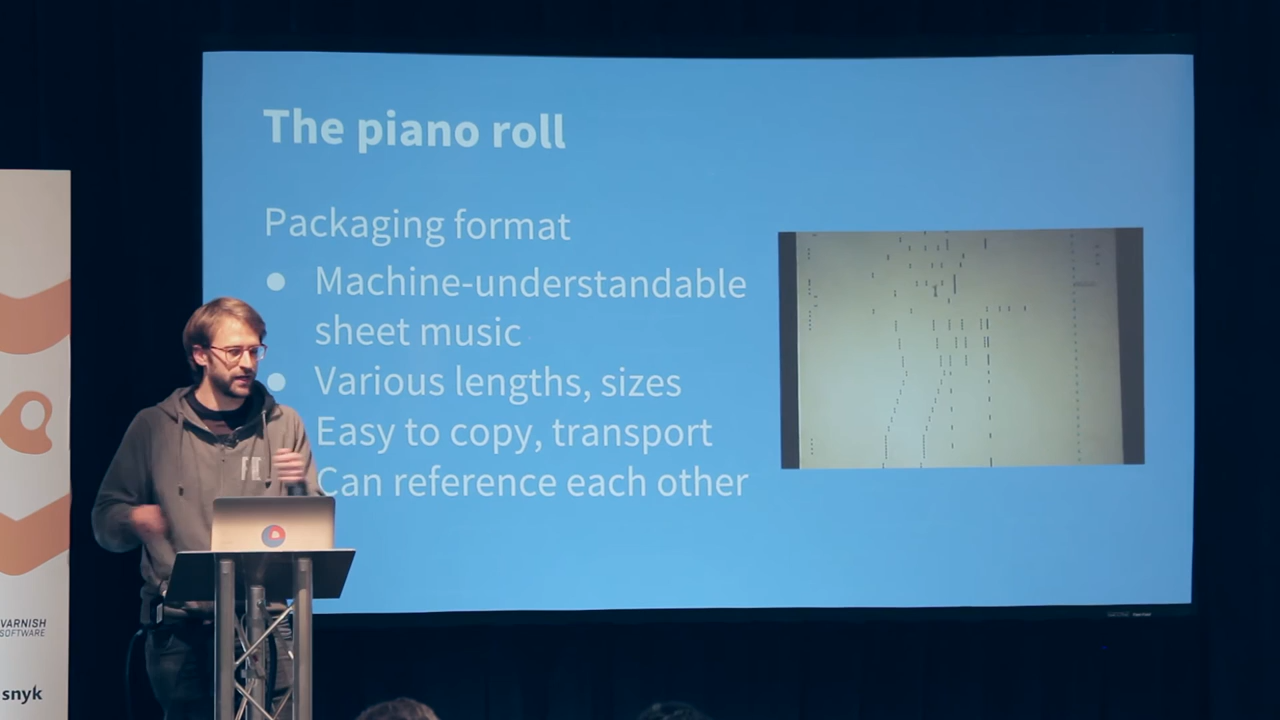 The piano roll
Packaging format
● Machine-understandable
sheet music
● Various lengths, sizes
Easy to copy, transport
Can reference each other
VARNISH
SOFTWARE
snyk